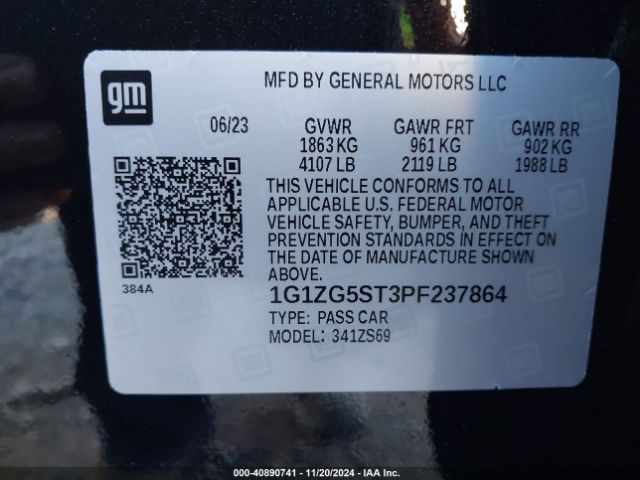 gm
MFD BY GENERAL MOTORS LLC
06/23 GVWR GAWR FRT GAWR RR
1863 KG 961 KG 902 KG
4107 LB 2119 LB 1988 LB
THIS VEHICLE CONFORMS TO ALL
APPLICABLE U.S. FEDERAL MOTOR
VEHICLE SAFETY, BUMPER, AND THEFT
PREVENTION STANDARDS IN EFFECT ON
THE DATE OF MANUFACTURE SHOWN
ABOVE.
384A
1G1ZG5ST3PF237864
TYPE: PASS CAR
MODEL: 341ZS69
000-40890741 - 11/20/2024 - IAA Inc.